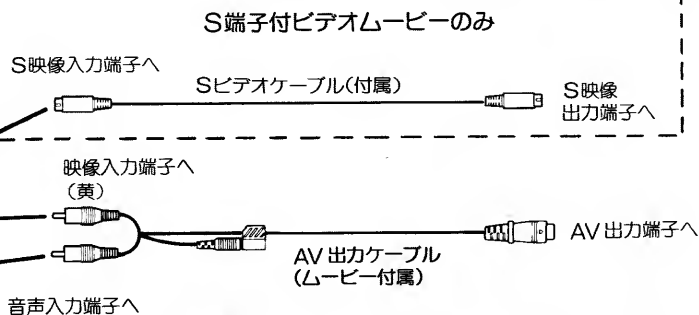 S端子付ビデオムービーのみ
S映像入力端子へ
Sビデオケーブル(付属)
S映像
出力端子へ
映像入力端子へ
(黄)
AV出力端子へ
AV出力ケーブル
(ムービー付属)
音声入力端子へ